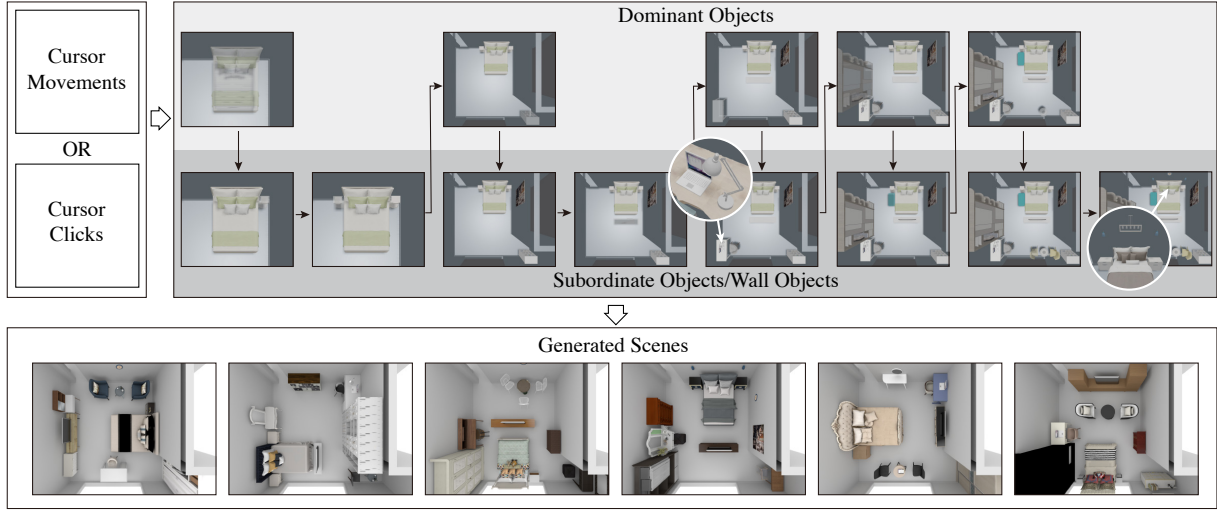 Cursor
Movements
OR
Cursor
Clicks
Dominant Objects
Subordinate Objects/Wall Objects
Generated Scenes